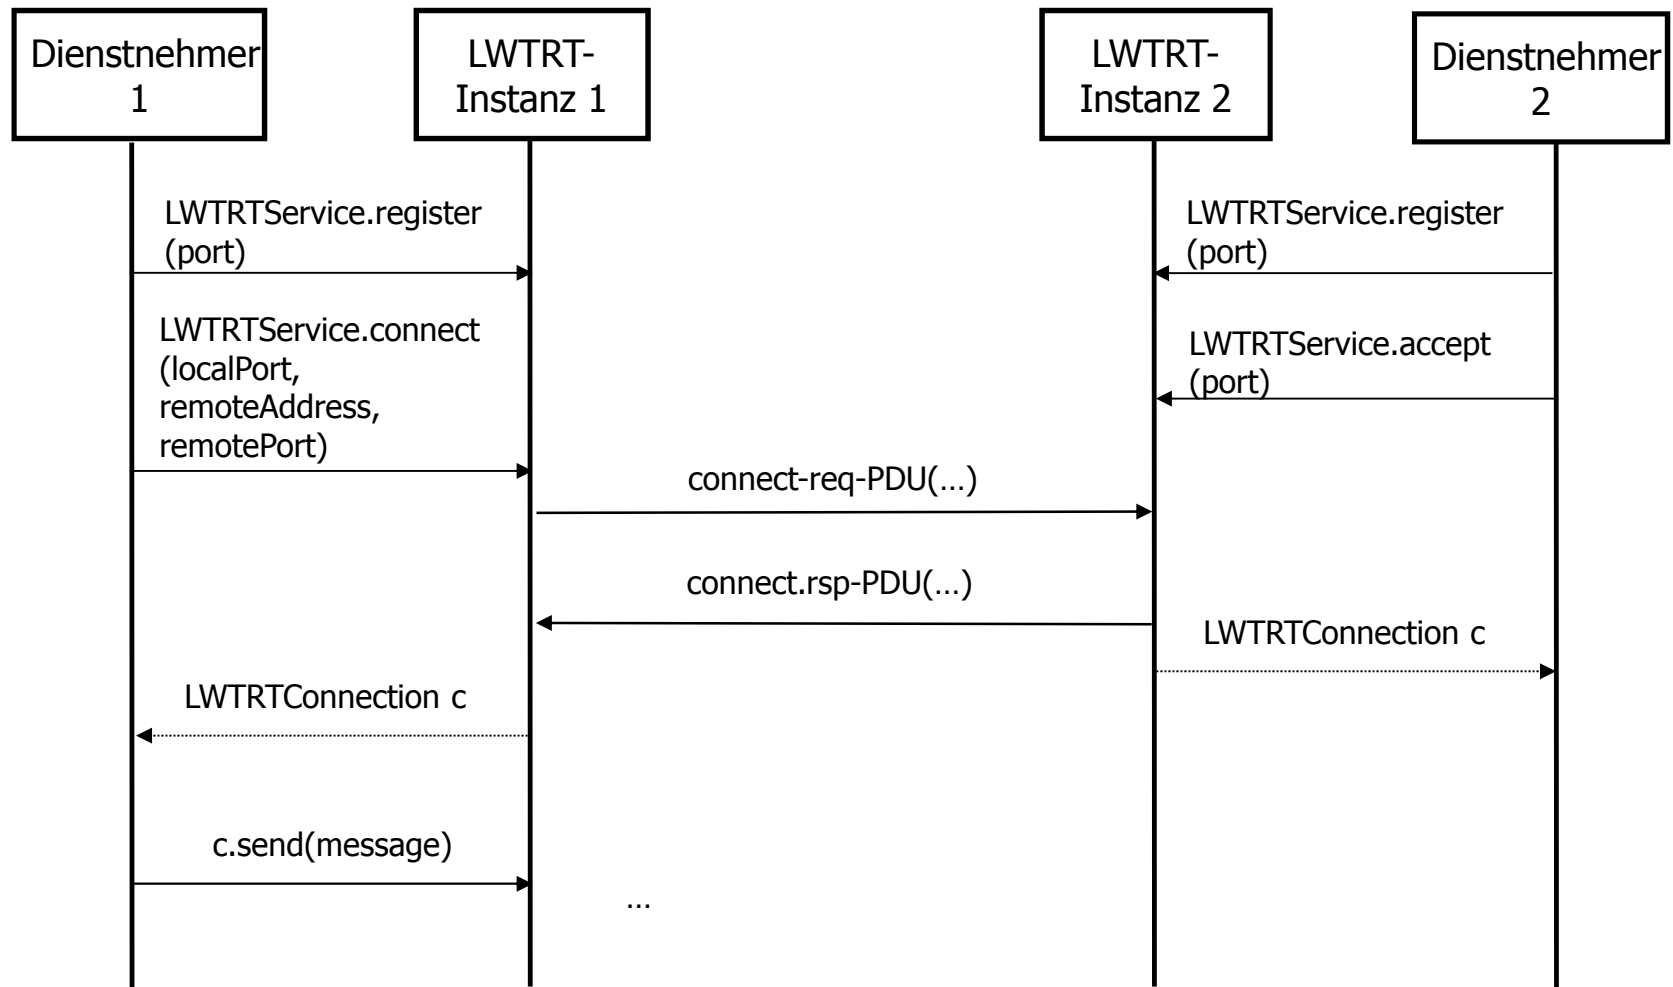 Dienstnehmer
1
LWTRT-
Instanz 1
LWTRT-
Instanz 2
Dienstnehmer
2
LWTRTService.register
(port)
LWTRTService.register
(port)
LWTRTService.connect
(localPort,
remoteAddress,
remotePort)
LWTRTService.accept
(port)
connect-req-PDU(…)
connect.rsp-PDU(…)
LWTRTConnection c
LWTRTConnection c
c.send(message)
…